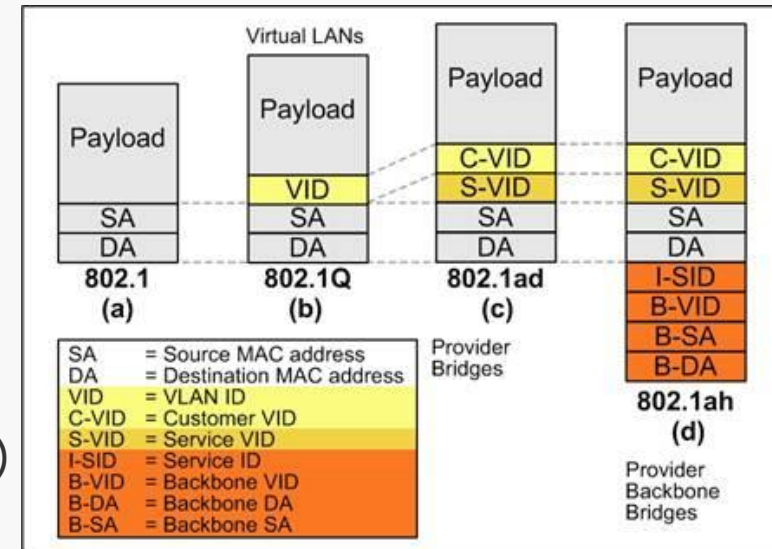 Payload
SA
DA
802.1
(a)
Virtual LANs
Payload
VID
SA
DA
802.1Q
(b)
Payload
C-VID
S-VID
SA
DA
802.1ad
(c)
Provider
Bridges
Payload
C-VID
S-VID
SA
DA
I-SID
B-VID
B-SA
B-DA
802.1ah
(d)
Provider
Backbone
Bridges
SA = Source MAC address
DA = Destination MAC address
VID = VLAN ID
C-VID = Customer VID
S-VID = Service VID
I-SID = Service ID
B-VID = Backbone VID
B-DA = Backbone DA
B-SA = Backbone SA
)